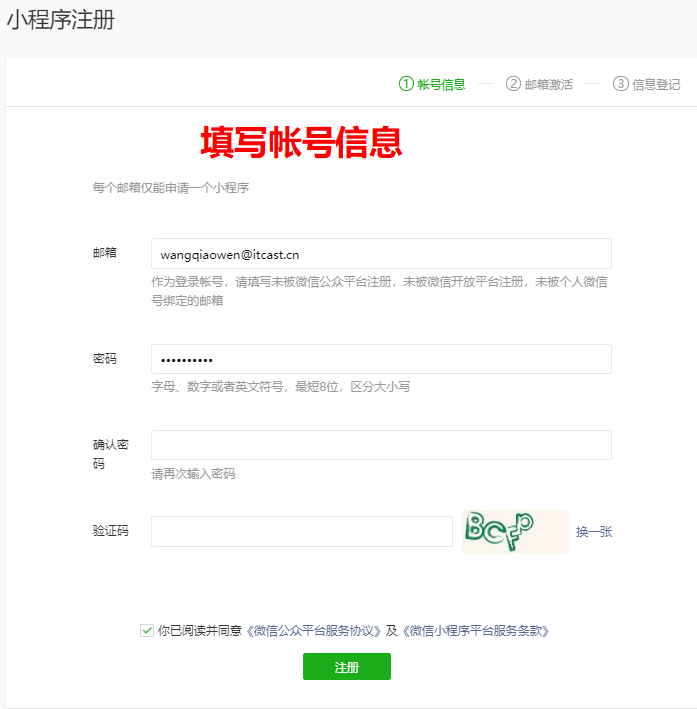 小程序注册
① 帐号信息 ② 邮箱激活 ③ 信息登记
填写帐号信息
每个邮箱仅能申请一个小程序
邮箱 wangqiaowen@itcast.cn
作为登录帐号，请填写未被微信公众平台注册，未被微信开放平台注册，未被个人微信
号绑定的邮箱
密码 ••••••••••
字母、数字或者英文符号，最短8位，区分大小写
确认密
码
请再次输入密码
验证码 BCFP 换一张
你已阅读并同意《微信公众平台服务协议》及《微信小程序平台服务条款》
注册